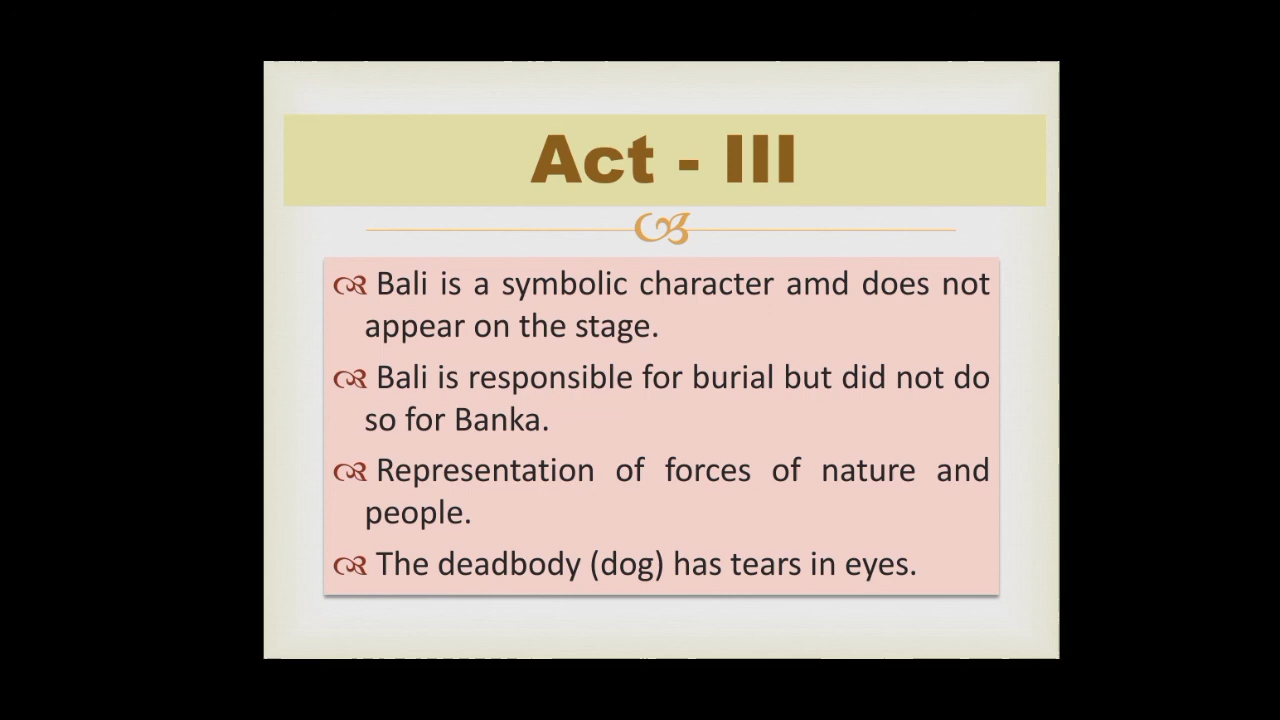 Act - III
Bali is a symbolic character amd does not
appear on the stage.
Bali is responsible for burial but did not do
so for Banka.
Representation of forces of nature and
people.
The deadbody (dog) has tears in eyes.